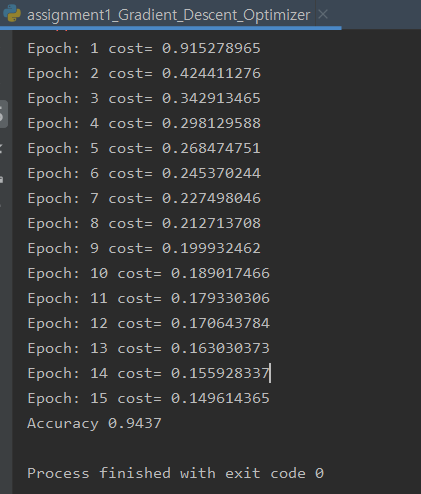 assignment1_Gradient_Descent_Optimizer
Epoch: 1 cost= 0.915278965
Epoch: 2 cost= 0.424411276
Epoch: 3 cost= 0.342913465
Epoch: 4 cost= 0.298129588
Epoch: 5 cost= 0.268474751
Epoch: 6 cost= 0.245370244
Epoch: 7 cost= 0.227498046
Epoch: 8 cost= 0.212713708
Epoch: 9 cost= 0.199932462
Epoch: 10 cost= 0.189017466
Epoch: 11 cost= 0.179330306
Epoch: 12 cost= 0.170643784
Epoch: 13 cost= 0.163030373
Epoch: 14 cost= 0.155928337
Epoch: 15 cost= 0.149614365
Accuracy 0.9437
Process finished with exit code 0